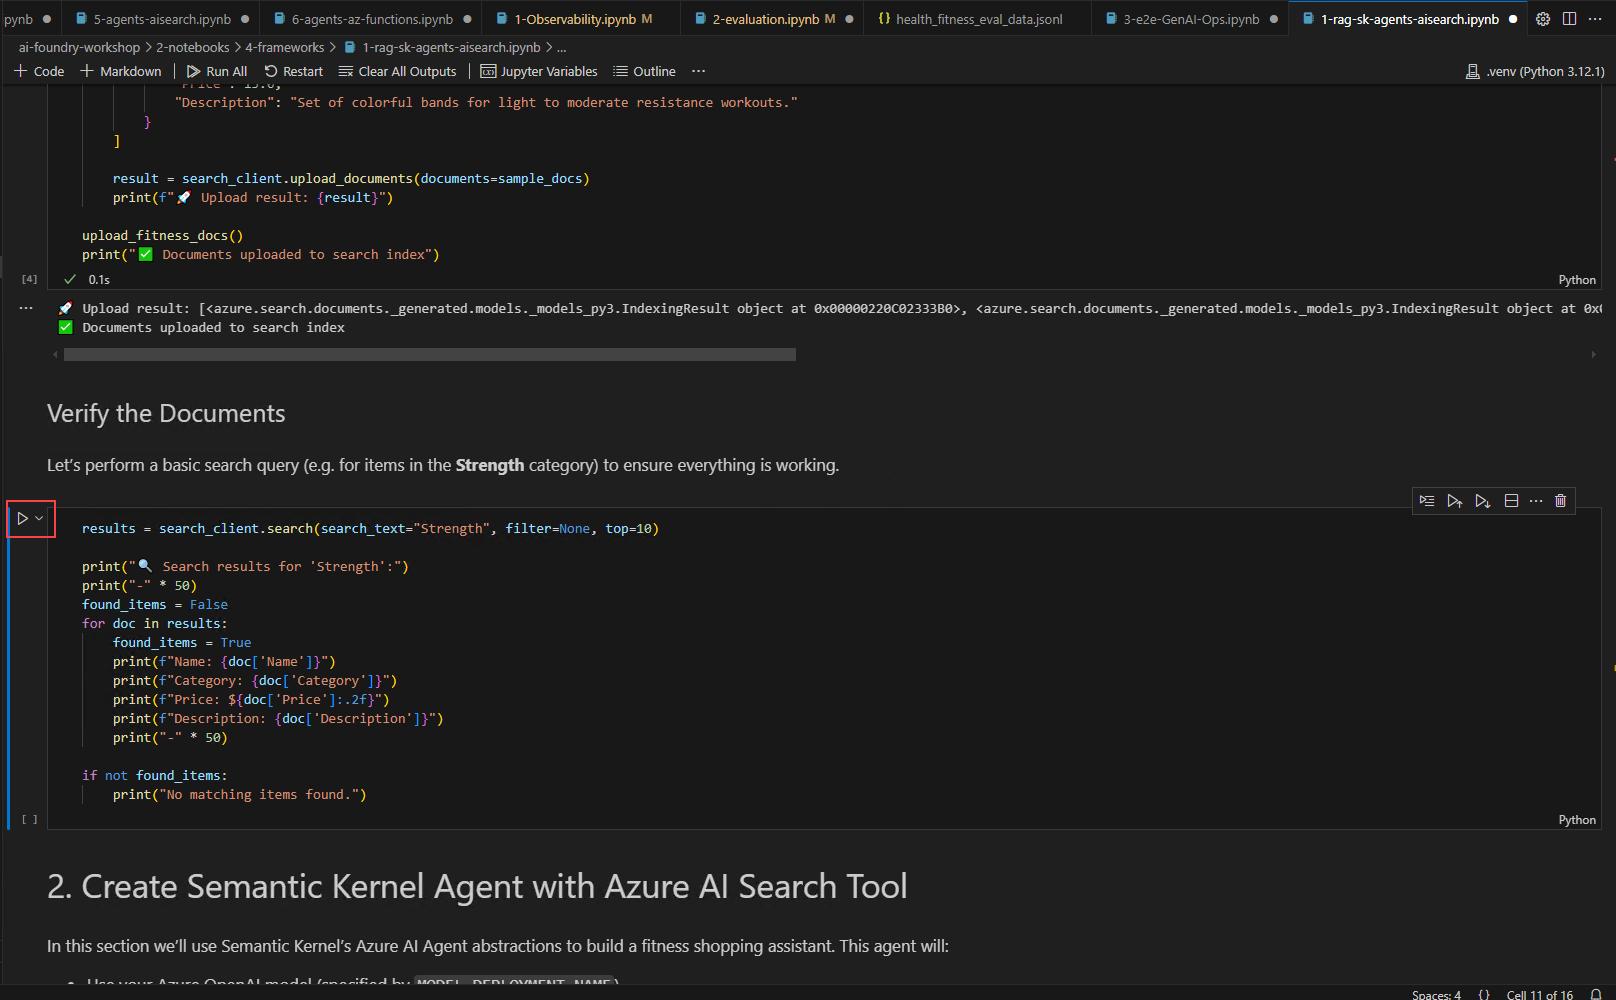 pynb 5-agents-aisearch.ipynb 6-agents-az-functions.ipynb 1-Observability.ipynb M 2-evaluation.ipynb M {} health_fitness_eval_data.jsonl 3-e2e-GenAI-Ops.ipynb 1-rag-sk-agents-aisearch.ipynb
ai-foundry-workshop > 2-notebooks > 4-frameworks > 1-rag-sk-agents-aisearch.ipynb > ...
+ Code + Markdown Run All Restart Clear All Outputs Jupyter Variables Outline ... .venv (Python 3.12.1)
"Description": "Set of colorful bands for light to moderate resistance workouts."
}
]
result = search_client.upload_documents(documents=sample_docs)
print(f"🚀 Upload result: {result}")
upload_fitness_docs()
print("✅ Documents uploaded to search index")
[4] ✓ 0.1s Python
... 🚀 Upload result: [<azure.search.documents._generated.models._models_py3.IndexingResult object at 0x00000220C02333B0>, <azure.search.documents._generated.models._models_py3.IndexingResult object at 0x0
✅ Documents uploaded to search index
Verify the Documents
Let's perform a basic search query (e.g. for items in the Strength category) to ensure everything is working.
results = search_client.search(search_text="Strength", filter=None, top=10)
print("🔍 Search results for 'Strength':")
print("-" * 50)
found_items = False
for doc in results:
found_items = True
print(f"Name: {doc['Name']}")
print(f"Category: {doc['Category']}")
print(f"Price: ${doc['Price']:.2f}")
print(f"Description: {doc['Description']}")
print("-" * 50)
if not found_items:
print("No matching items found.")
[ ] Python
2. Create Semantic Kernel Agent with Azure AI Search Tool
In this section we'll use Semantic Kernel's Azure AI Agent abstractions to build a fitness shopping assistant. This agent will:
• Use your Azure OpenAI model (specified by MODEL_DEPLOYMENT_NAME)
Spaces: 4 {} Cell 11 of 16